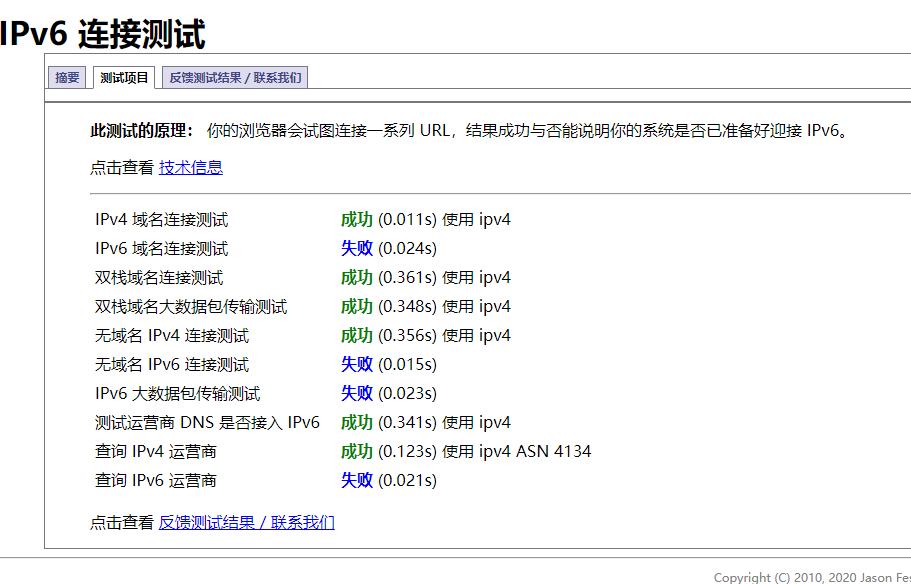 IPv6 连接测试
摘要 测试项目 反馈测试结果 / 联系我们
此测试的原理： 你的浏览器会试图连接一系列 URL，结果成功与否能说明你的系统是否已准备好迎接 IPv6。
点击查看 技术信息
IPv4 域名连接测试 成功 (0.011s) 使用 ipv4
IPv6 域名连接测试 失败 (0.024s)
双栈域名连接测试 成功 (0.361s) 使用 ipv4
双栈域名大数据包传输测试 成功 (0.348s) 使用 ipv4
无域名 IPv4 连接测试 成功 (0.356s) 使用 ipv4
无域名 IPv6 连接测试 失败 (0.015s)
IPv6 大数据包传输测试 失败 (0.023s)
测试运营商 DNS 是否接入 IPv6 成功 (0.341s) 使用 ipv4
查询 IPv4 运营商 成功 (0.123s) 使用 ipv4 ASN 4134
查询 IPv6 运营商 失败 (0.021s)
点击查看 反馈测试结果 / 联系我们
Copyright (C) 2010, 2020 Jason Fes